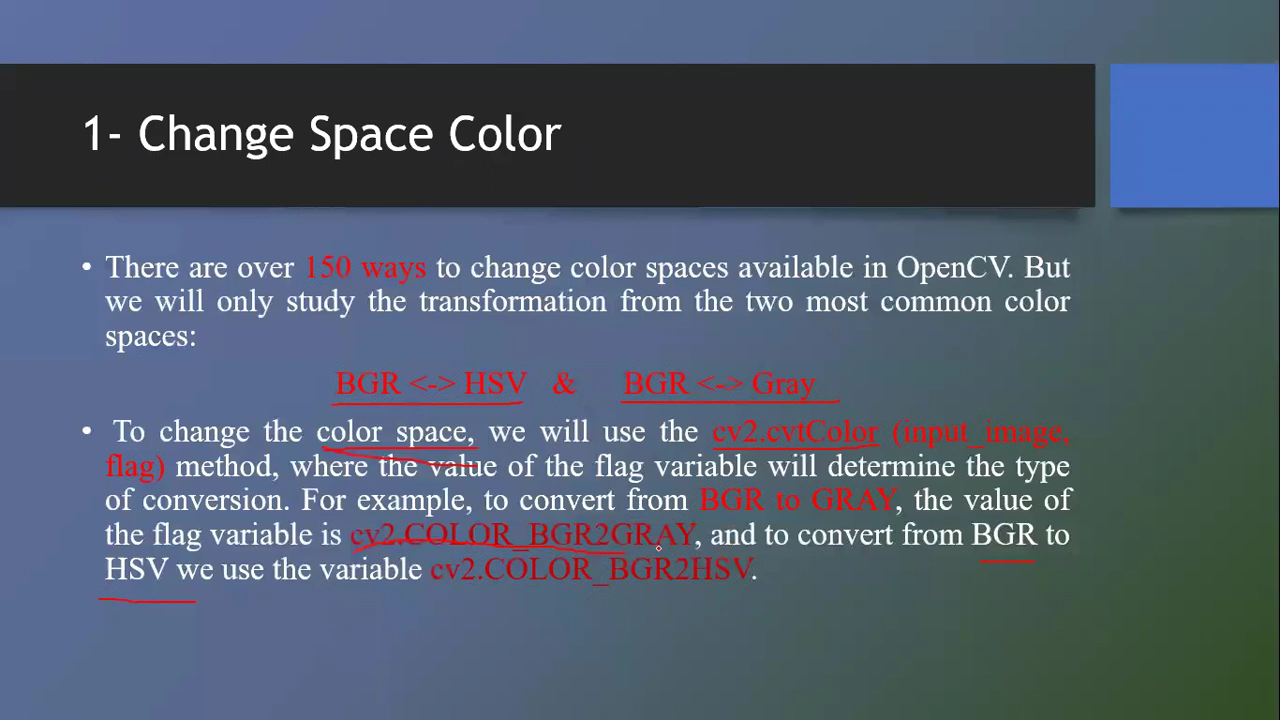 1- Change Space Color
• There are over 150 ways to change color spaces available in OpenCV. But
we will only study the transformation from the two most common color
spaces:
BGR <-> HSV & BGR <-> Gray
• To change the color space, we will use the cv2.cvtColor (input_image,
flag) method, where the value of the flag variable will determine the type
of conversion. For example, to convert from BGR to GRAY, the value of
the flag variable is cv2.COLOR_BGR2GRAY, and to convert from BGR to
HSV we use the variable cv2.COLOR_BGR2HSV.